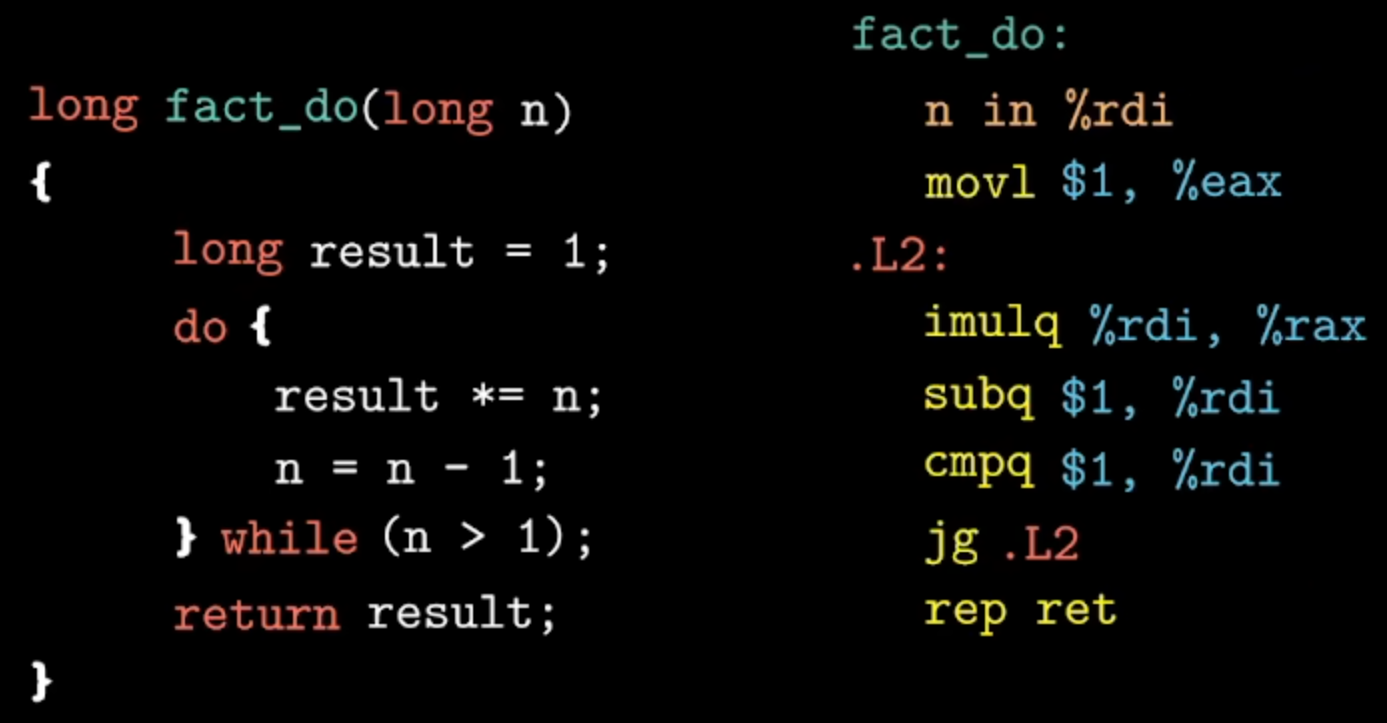 long fact_do(long n)
{
long result = 1;
do {
result *= n;
n = n - 1;
} while (n > 1);
return result;
}
fact_do:
n in %rdi
movl $1, %eax
.L2:
imulq %rdi, %rax
subq $1, %rdi
cmpq $1, %rdi
jg .L2
rep ret